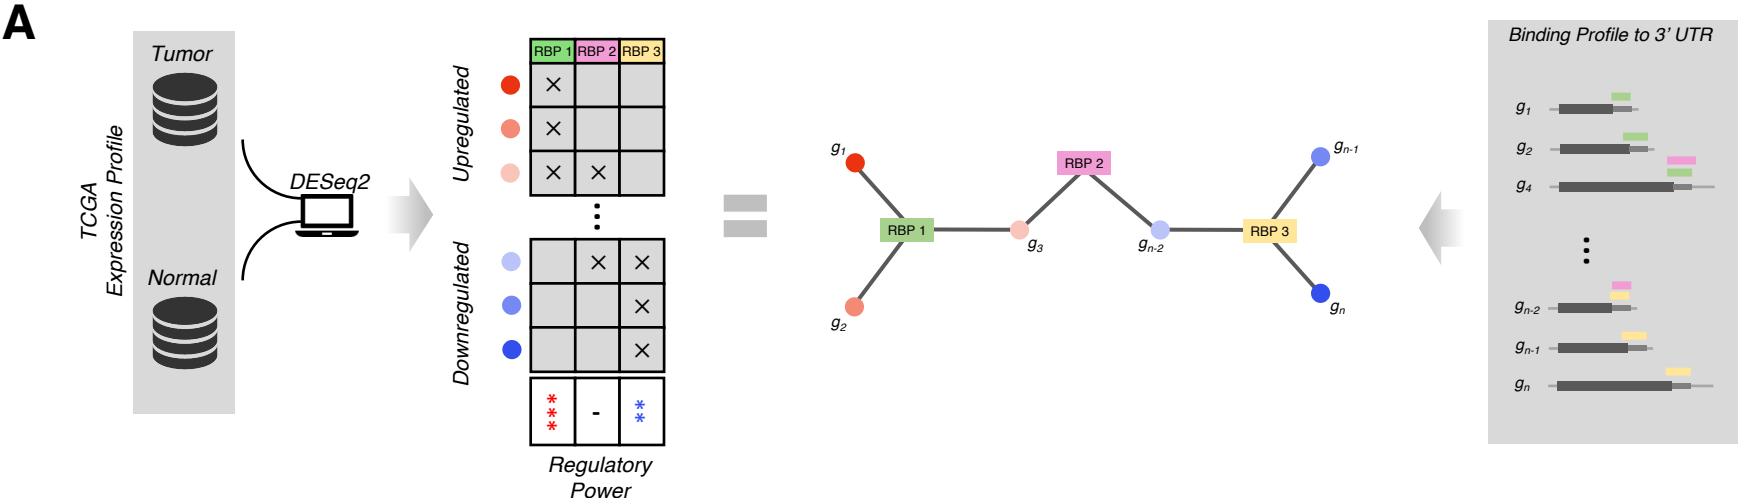 A
Tumor
Normal
TCGA
Expression Profile
DESeq2
Upregulated
Downregulated
RBP 1
RBP 2
RBP 3
×
×
× ×
× ×
×
×
*** - **
Regulatory
Power
g1
g2
g3
gn-2
gn-1
gn
RBP 1
RBP 2
RBP 3
Binding Profile to 3’ UTR
g1
g2
g4
gn-2
gn-1
gn